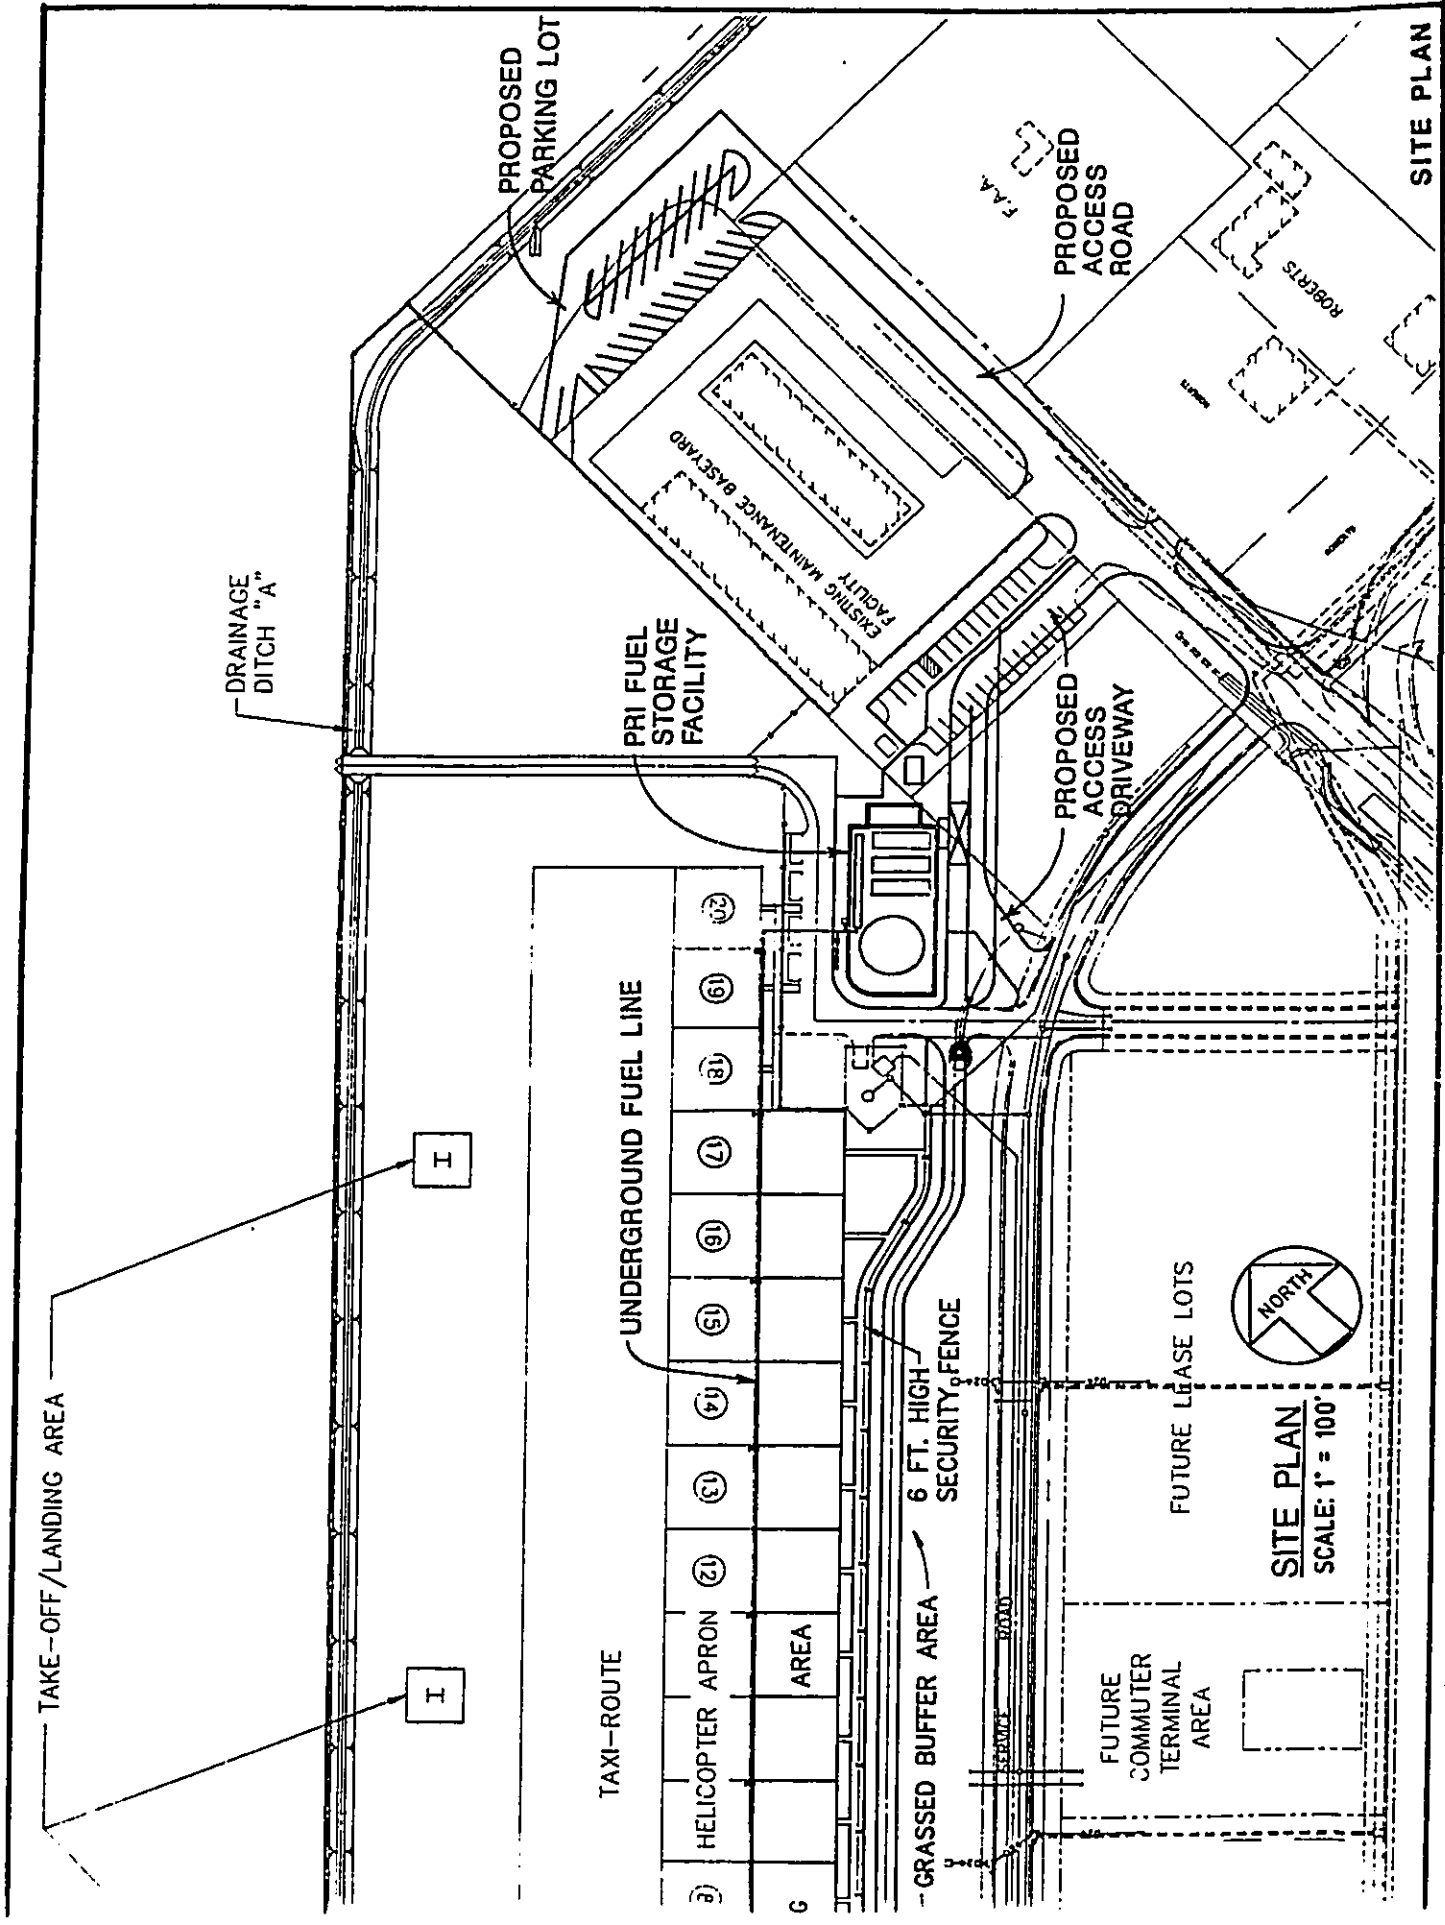 TAKE-OFF/LANDING AREA
H
H
DRAINAGE
DITCH "A"
PROPOSED
PARKING LOT
TAXI-ROUTE
UNDERGROUND FUEL LINE
PRI FUEL
STORAGE
FACILITY
EXISTING MAINTENANCE BASEYARD
FACILITY
HELICOPTER APRON
12
13
14
15
16
17
18
19
20
AREA
G
GRASSED BUFFER AREA
6 FT. HIGH
SECURITY FENCE
PROPOSED
ACCESS
DRIVEWAY
PROPOSED
ACCESS
ROAD
F.A.A.
ROBERTS
ROBERTS
SERVICE ROAD
FUTURE
COMMUTER
TERMINAL
AREA
FUTURE LEASE LOTS
NORTH
SITE PLAN
SCALE: 1" = 100'
SITE PLAN